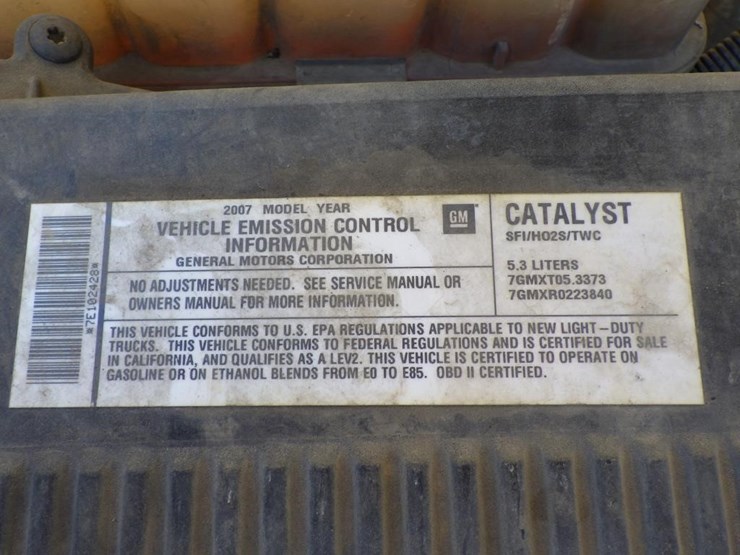 *7E102428*
2007 MODEL YEAR
VEHICLE EMISSION CONTROL
INFORMATION
GENERAL MOTORS CORPORATION
GM
CATALYST
SFI/HO2S/TWC
NO ADJUSTMENTS NEEDED. SEE SERVICE MANUAL OR
OWNERS MANUAL FOR MORE INFORMATION.
5.3 LITERS
7GMXT05.3373
7GMXR0223840
THIS VEHICLE CONFORMS TO U.S. EPA REGULATIONS APPLICABLE TO NEW LIGHT-DUTY
TRUCKS. THIS VEHICLE CONFORMS TO FEDERAL REGULATIONS AND IS CERTIFIED FOR SALE
IN CALIFORNIA, AND QUALIFIES AS A LEV2. THIS VEHICLE IS CERTIFIED TO OPERATE ON
GASOLINE OR ON ETHANOL BLENDS FROM E0 TO E85. OBD II CERTIFIED.